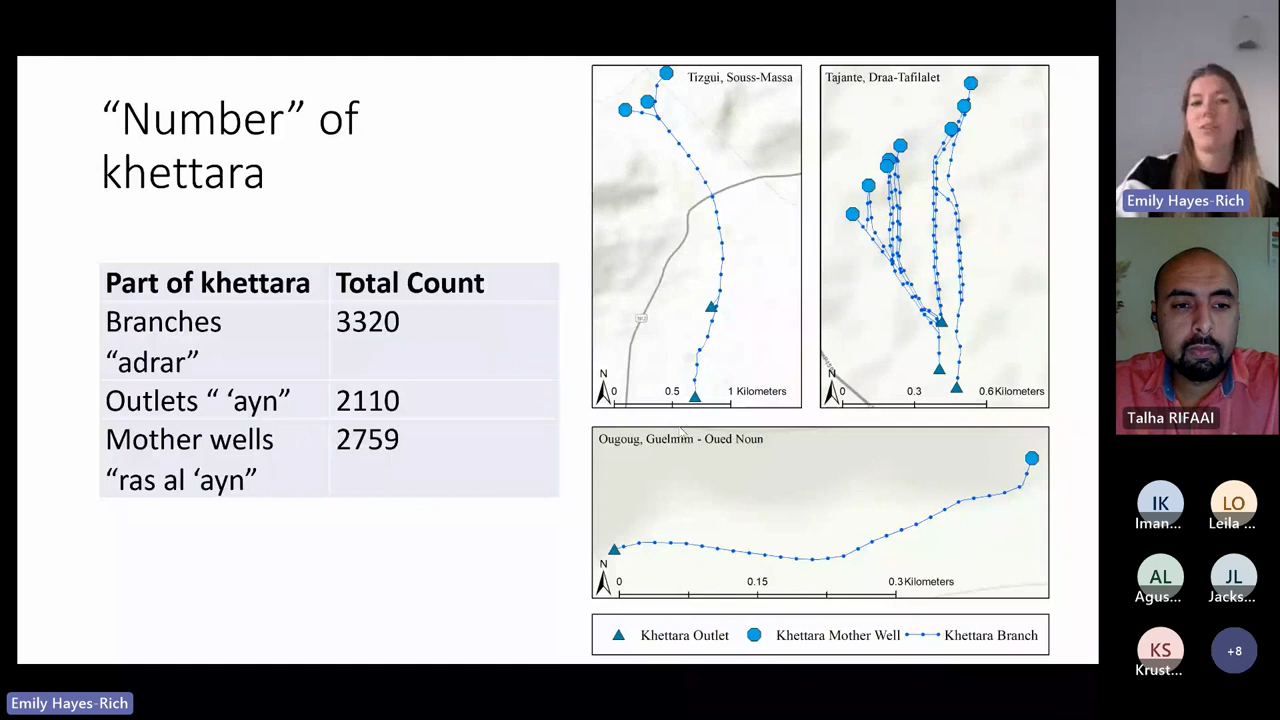 “Number” of
khettara
Part of khettara Total Count
Branches 3320
“adrar”
Outlets “ ‘ayn” 2110
Mother wells 2759
“ras al ‘ayn”
Tizgui, Souss-Massa
N
0 0.5 1 Kilometers
Tajante, Draa-Tafilalet
N
0 0.3 0.6 Kilometers
Ougoug, Guelmim - Oued Noun
N
0 0.15 0.3 Kilometers
Khettara Outlet Khettara Mother Well Khettara Branch
Emily Hayes-Rich
Talha RIFAAI
IK LO
Iman... Leila ...
AL JL
Agus... Jacks...
KS +8
Krust...
Emily Hayes-Rich